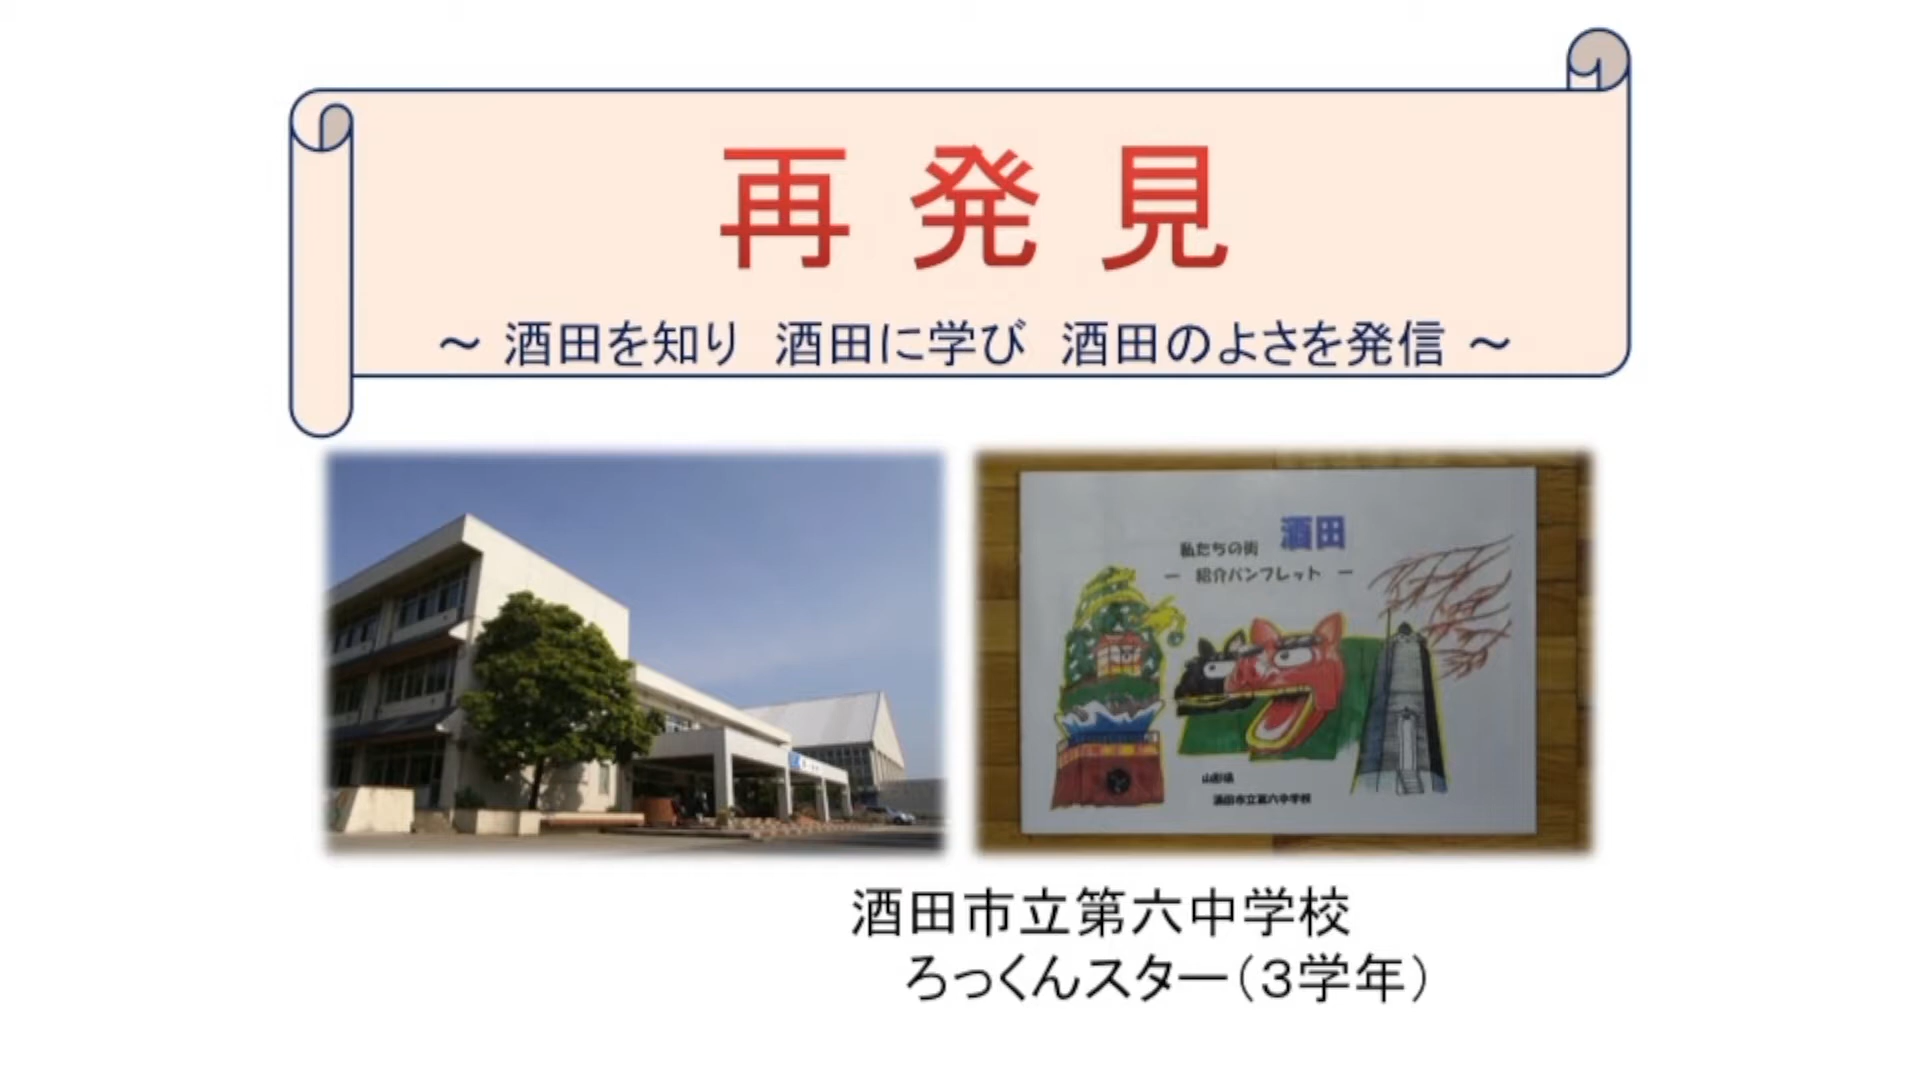 再発見
～ 酒田を知り 酒田に学び 酒田のよさを発信 ～
私たちの街 酒田
－ 紹介パンフレット －
山形県
酒田市立第六中学校
酒田市立第六中学校
ろっくんスター(3学年)